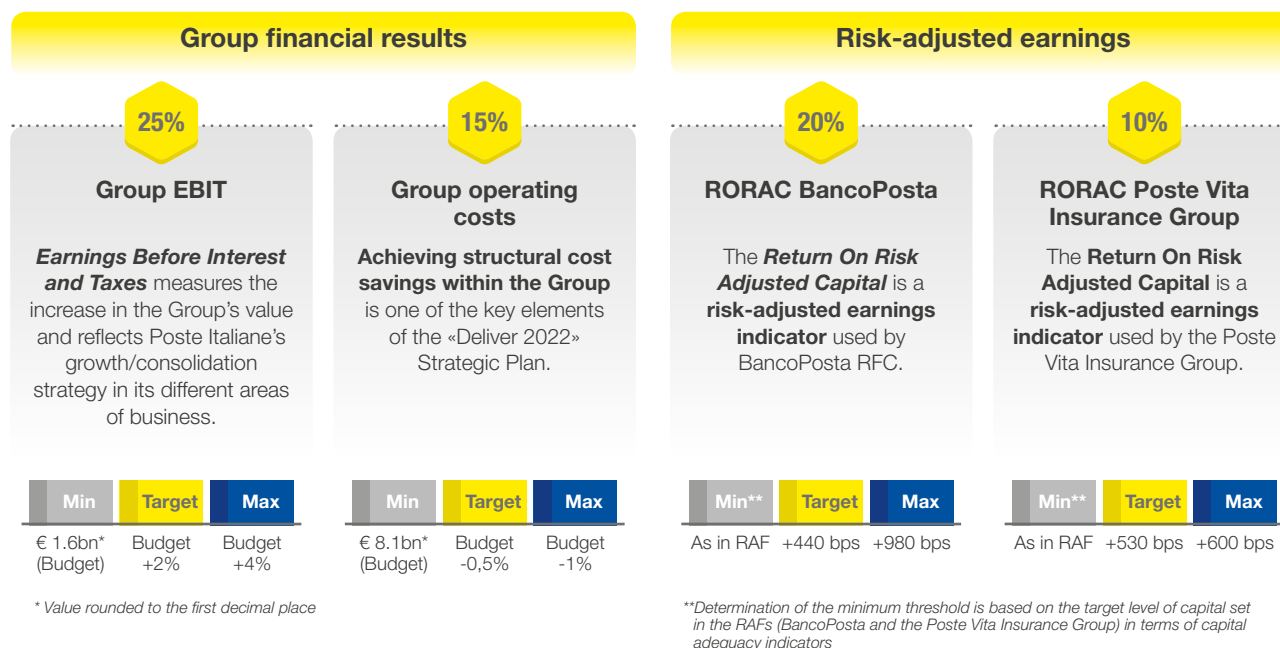 Group financial results
25%
Group EBIT
Earnings Before Interest
and Taxes measures the
increase in the Group’s value
and reflects Poste Italiane’s
growth/consolidation
strategy in its different areas
of business.
Min Target Max
€ 1.6bn* Budget Budget
(Budget) +2% +4%
15%
Group operating
costs
Achieving structural cost
savings within the Group
is one of the key elements
of the «Deliver 2022»
Strategic Plan.
Min Target Max
€ 8.1bn* Budget Budget
(Budget) -0,5% -1%
* Value rounded to the first decimal place
Risk-adjusted earnings
20%
RORAC BancoPosta
The Return On Risk
Adjusted Capital is a
risk-adjusted earnings
indicator used by
BancoPosta RFC.
Min** Target Max
As in RAF +440 bps +980 bps
10%
RORAC Poste Vita
Insurance Group
The Return On Risk
Adjusted Capital is a
risk-adjusted earnings
indicator used by the Poste
Vita Insurance Group.
Min** Target Max
As in RAF +530 bps +600 bps
**Determination of the minimum threshold is based on the target level of capital set
in the RAFs (BancoPosta and the Poste Vita Insurance Group) in terms of capital
adequacy indicators